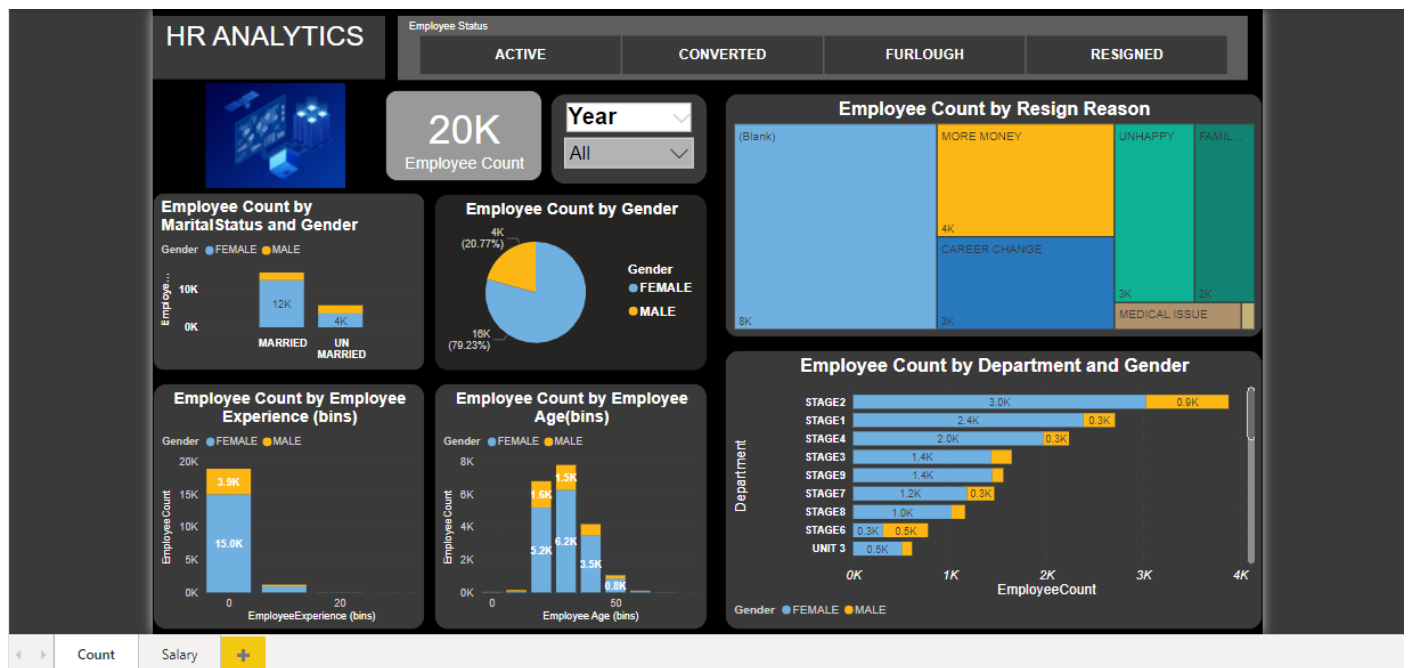 HR ANALYTICS
Employee Status
ACTIVE
CONVERTED
FURLOUGH
RESIGNED
20K
Employee Count
Year
All
Employee Count by Resign Reason
(Blank)
8K
MORE MONEY
4K
CAREER CHANGE
3K
UNHAPPY
3K
FAMIL...
2K
MEDICAL ISSUE
Employee Count by
MaritalStatus and Gender
Gender FEMALE MALE
Employe...
10K
0K
12K
4K
MARRIED
UN
MARRIED
Employee Count by Gender
4K
(20.77%)
16K
(79.23%)
Gender
FEMALE
MALE
Employee Count by Employee
Experience (bins)
Gender FEMALE MALE
EmployeeCount
20K
15K
10K
5K
0K
3.9K
15.0K
0
20
EmployeeExperience (bins)
Employee Count by Employee
Age(bins)
Gender FEMALE MALE
EmployeeCount
8K
6K
4K
2K
0K
1.6K
1.5K
5.2K
6.2K
3.5K
0.8K
0
50
Employee Age (bins)
Employee Count by Department and Gender
Department
STAGE2 3.0K 0.9K
STAGE1 2.4K 0.3K
STAGE4 2.0K 0.3K
STAGE3 1.4K
STAGE9 1.4K
STAGE7 1.2K 0.3K
STAGE8 1.0K
STAGE6 0.3K 0.5K
UNIT 3 0.5K
0K 1K 2K 3K 4K
EmployeeCount
Gender FEMALE MALE
Count
Salary
+